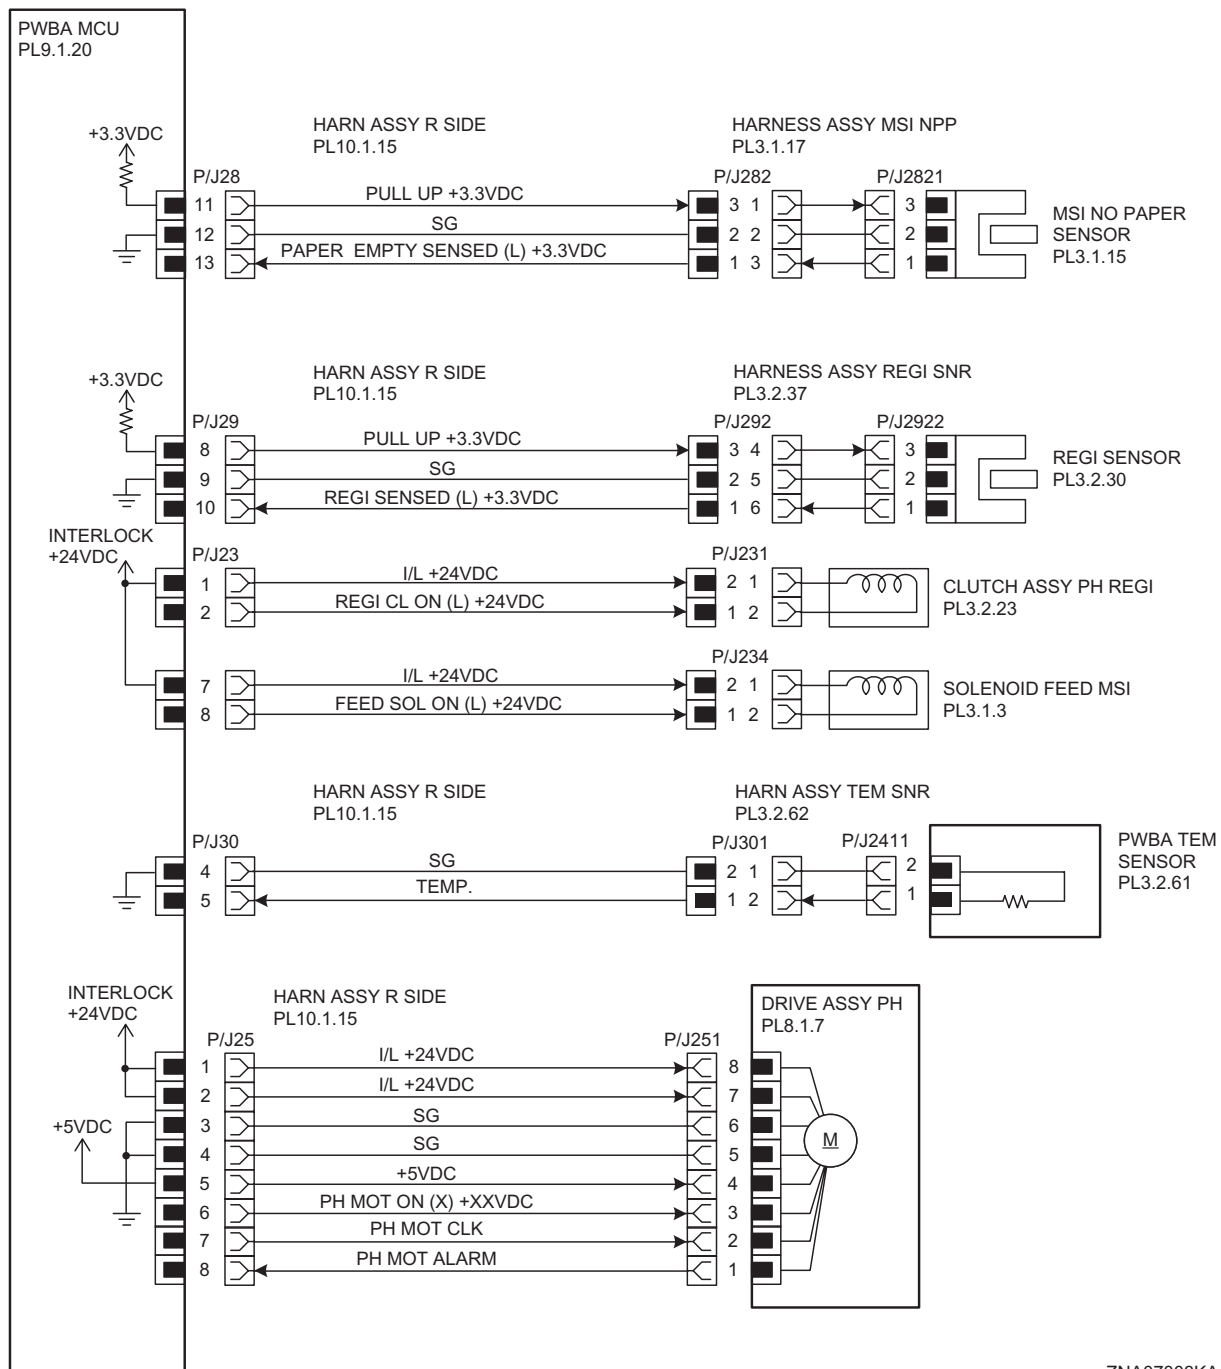 PWBA MCU
PL9.1.20
+3.3VDC
HARN ASSY R SIDE
PL10.1.15
HARNESS ASSY MSI NPP
PL3.1.17
P/J28
P/J282
P/J2821
11 PULL UP +3.3VDC 3 1 3
12 SG 2 2 2
13 PAPER EMPTY SENSED (L) +3.3VDC 1 3 1
MSI NO PAPER
SENSOR
PL3.1.15
+3.3VDC
HARN ASSY R SIDE
PL10.1.15
HARNESS ASSY REGI SNR
PL3.2.37
P/J29
P/J292
P/J2922
8 PULL UP +3.3VDC 3 4 3
9 SG 2 5 2
10 REGI SENSED (L) +3.3VDC 1 6 1
REGI SENSOR
PL3.2.30
INTERLOCK
+24VDC
P/J23
P/J231
1 I/L +24VDC 2 1
2 REGI CL ON (L) +24VDC 1 2
CLUTCH ASSY PH REGI
PL3.2.23
P/J234
7 I/L +24VDC 2 1
8 FEED SOL ON (L) +24VDC 1 2
SOLENOID FEED MSI
PL3.1.3
HARN ASSY R SIDE
PL10.1.15
HARN ASSY TEM SNR
PL3.2.62
P/J30
P/J301
P/J2411
4 SG 2 1 2
5 TEMP. 1 2 1
PWBA TEM
SENSOR
PL3.2.61
INTERLOCK
+24VDC
HARN ASSY R SIDE
PL10.1.15
DRIVE ASSY PH
PL8.1.7
P/J25
P/J251
1 I/L +24VDC 8
2 I/L +24VDC 7
+5VDC
3 SG 6
4 SG 5
M
5 +5VDC 4
6 PH MOT ON (X) +XXVDC 3
7 PH MOT CLK 2
8 PH MOT ALARM 1